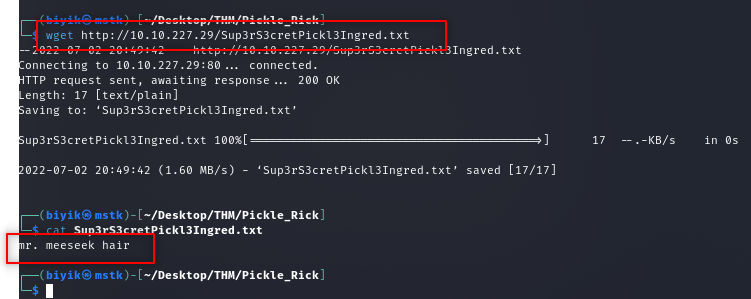 (biyik㉿mstk)-[~/Desktop/THM/Pickle_Rick]
$ wget http://10.10.227.29/Sup3rS3cretPickl3Ingred.txt
--2022-07-02 20:49:42-- http://10.10.227.29/Sup3rS3cretPickl3Ingred.txt
Connecting to 10.10.227.29:80... connected.
HTTP request sent, awaiting response... 200 OK
Length: 17 [text/plain]
Saving to: ‘Sup3rS3cretPickl3Ingred.txt’
Sup3rS3cretPickl3Ingred.txt 100%[=========================================>] 17 --.-KB/s in 0s
2022-07-02 20:49:42 (1.60 MB/s) - ‘Sup3rS3cretPickl3Ingred.txt’ saved [17/17]
(biyik㉿mstk)-[~/Desktop/THM/Pickle_Rick]
$ cat Sup3rS3cretPickl3Ingred.txt
mr. meeseek hair
(biyik㉿mstk)-[~/Desktop/THM/Pickle_Rick]
$